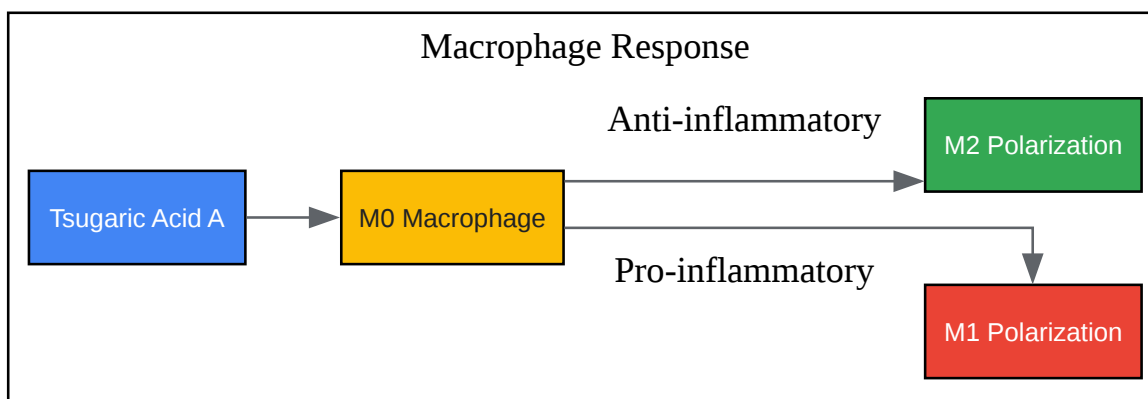 Macrophage Response
Anti-inflammatory
M2 Polarization
Tsugaric Acid A
M0 Macrophage
Pro-inflammatory
M1 Polarization